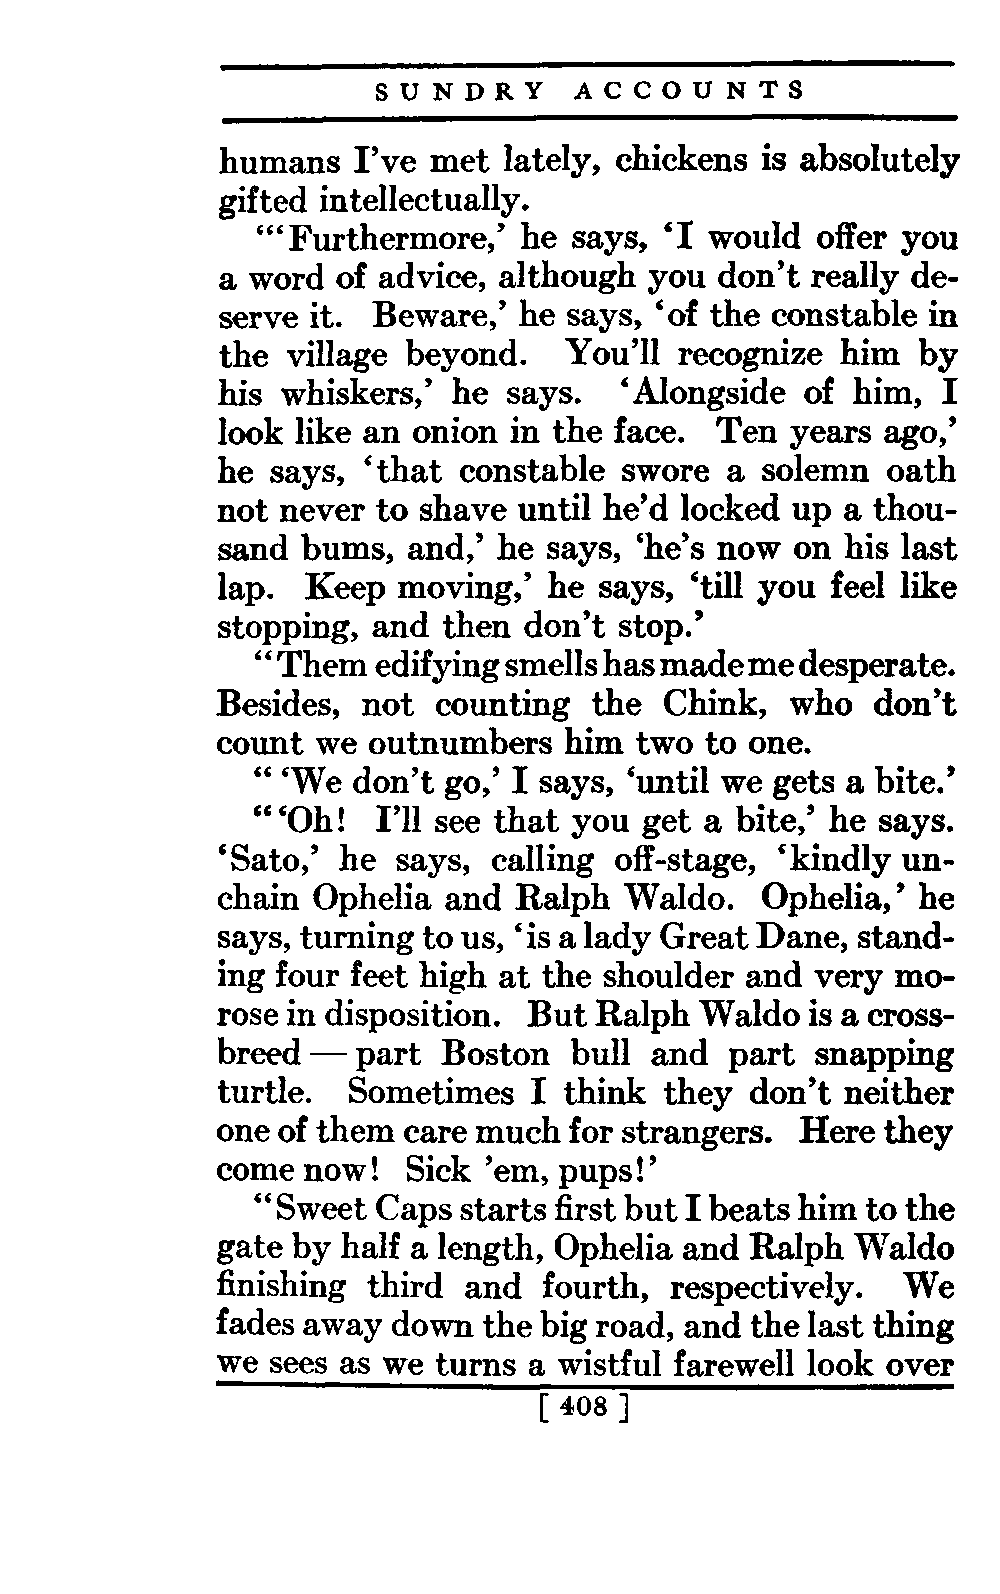 SUNDRY ACCOUNTS
humans I've met lately, chickens is absolutely
gifted intellectually.
"'Furthermore,' he says, 'I would offer you
a word of advice, although you don't really de-
serve it. Beware,' he says, 'of the constable in
the village beyond. You'll recognize him by
his whiskers,' he says. 'Alongside of him, I
look like an onion in the face. Ten years ago,'
he says, 'that constable swore a solemn oath
not never to shave until he'd locked up a thou-
sand bums, and,' he says, 'he's now on his last
lap. Keep moving,' he says, 'till you feel like
stopping, and then don't stop.'
"Them edifying smells has made me desperate.
Besides, not counting the Chink, who don't
count we outnumbers him two to one.
"'We don't go,' I says, 'until we gets a bite.'
"'Oh! I'll see that you get a bite,' he says.
'Sato,' he says, calling off-stage, 'kindly un-
chain Ophelia and Ralph Waldo. Ophelia,' he
says, turning to us, 'is a lady Great Dane, stand-
ing four feet high at the shoulder and very mo-
rose in disposition. But Ralph Waldo is a cross-
breed — part Boston bull and part snapping
turtle. Sometimes I think they don't neither
one of them care much for strangers. Here they
come now! Sick 'em, pups!'
"Sweet Caps starts first but I beats him to the
gate by half a length, Ophelia and Ralph Waldo
finishing third and fourth, respectively. We
fades away down the big road, and the last thing
we sees as we turns a wistful farewell look over
[ 408 ]